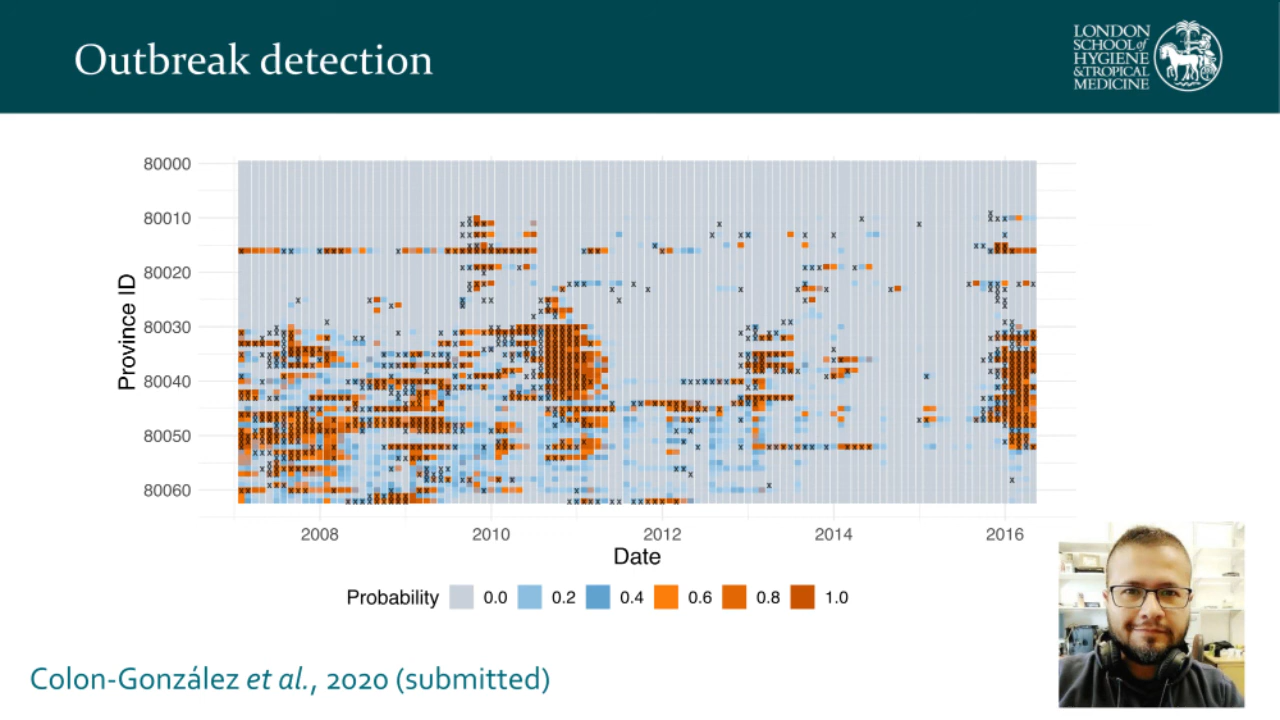 Outbreak detection
LONDON
SCHOOL of
HYGIENE
& TROPICAL
MEDICINE
80000
80010
80020
80030
80040
80050
80060
Province ID
2008 2010 2012 2014 2016
Date
Probability 0.0 0.2 0.4 0.6 0.8 1.0
Colon-González et al., 2020 (submitted)